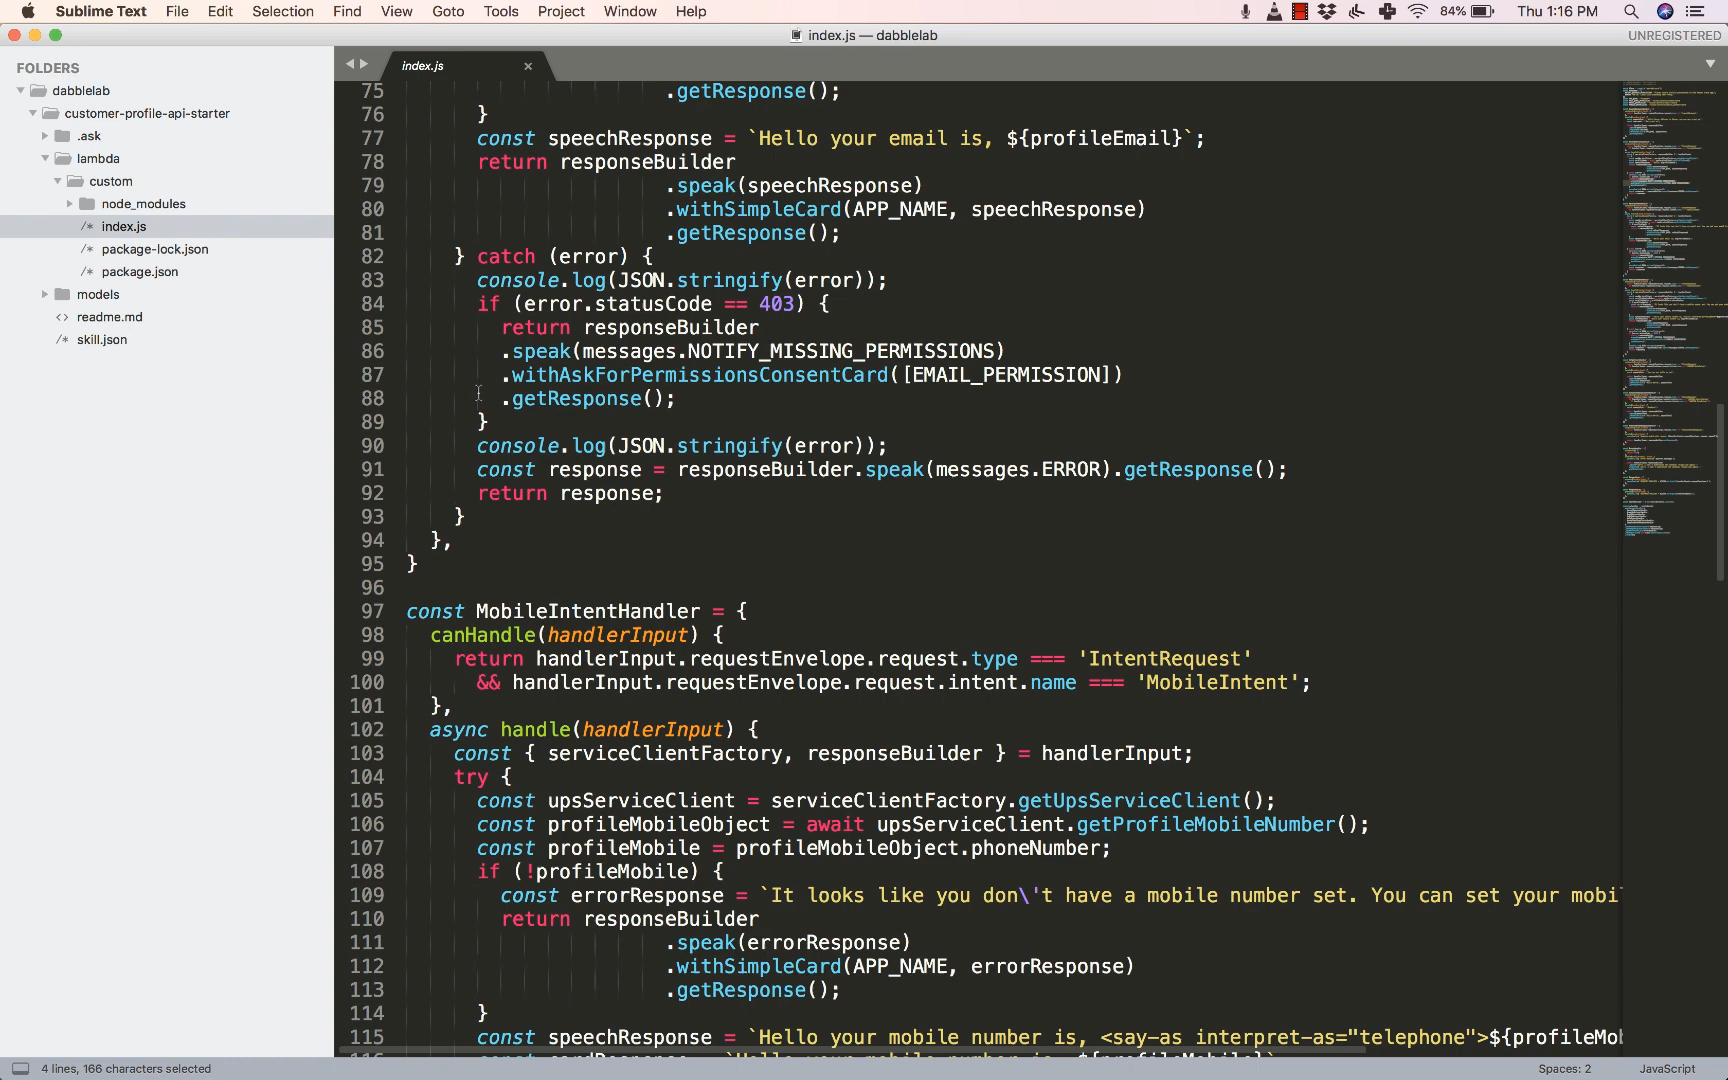 Sublime Text File Edit Selection Find View Goto Tools Project Window Help 84% Thu 1:16 PM
index.js — dabblelab UNREGISTERED
FOLDERS
dabblelab
customer-profile-api-starter
.ask
lambda
custom
node_modules
/* index.js
/* package-lock.json
/* package.json
models
<> readme.md
/* skill.json
index.js ×
75 .getResponse();
76 }
77 const speechResponse = `Hello your email is, ${profileEmail}`;
78 return responseBuilder
79 .speak(speechResponse)
80 .withSimpleCard(APP_NAME, speechResponse)
81 .getResponse();
82 } catch (error) {
83 console.log(JSON.stringify(error));
84 if (error.statusCode == 403) {
85 return responseBuilder
86 .speak(messages.NOTIFY_MISSING_PERMISSIONS)
87 .withAskForPermissionsConsentCard([EMAIL_PERMISSION])
88 .getResponse();
89 }
90 console.log(JSON.stringify(error));
91 const response = responseBuilder.speak(messages.ERROR).getResponse();
92 return response;
93 }
94 },
95 }
96
97 const MobileIntentHandler = {
98 canHandle(handlerInput) {
99 return handlerInput.requestEnvelope.request.type === 'IntentRequest'
100 && handlerInput.requestEnvelope.request.intent.name === 'MobileIntent';
101 },
102 async handle(handlerInput) {
103 const { serviceClientFactory, responseBuilder } = handlerInput;
104 try {
105 const upsServiceClient = serviceClientFactory.getUpsServiceClient();
106 const profileMobileObject = await upsServiceClient.getProfileMobileNumber();
107 const profileMobile = profileMobileObject.phoneNumber;
108 if (!profileMobile) {
109 const errorResponse = `It looks like you don\'t have a mobile number set. You can set your mobi
110 return responseBuilder
111 .speak(errorResponse)
112 .withSimpleCard(APP_NAME, errorResponse)
113 .getResponse();
114 }
115 const speechResponse = `Hello your mobile number is, <say-as interpret-as="telephone">${profileMo
4 lines, 166 characters selected Spaces: 2 JavaScript